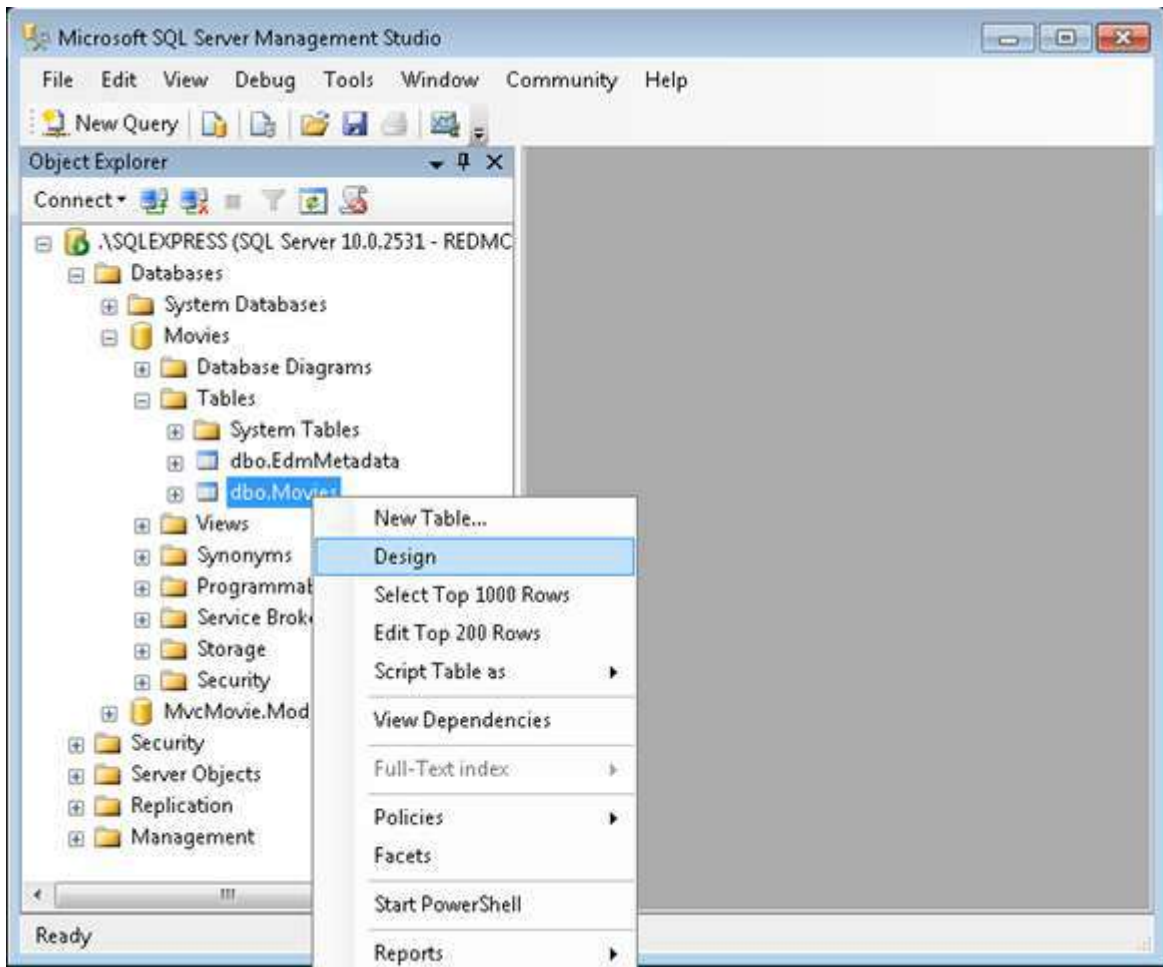 Microsoft SQL Server Management Studio
File Edit View Debug Tools Window Community Help
New Query
Object Explorer
Connect
.\SQLEXPRESS (SQL Server 10.0.2531 - REDMC
Databases
System Databases
Movies
Database Diagrams
Tables
System Tables
dbo.EdmMetadata
dbo.Movies
Views
Synonyms
Programmab
Service Brok
Storage
Security
MvcMovie.Mod
Security
Server Objects
Replication
Management
Ready
New Table...
Design
Select Top 1000 Rows
Edit Top 200 Rows
Script Table as
View Dependencies
Full-Text index
Policies
Facets
Start PowerShell
Reports